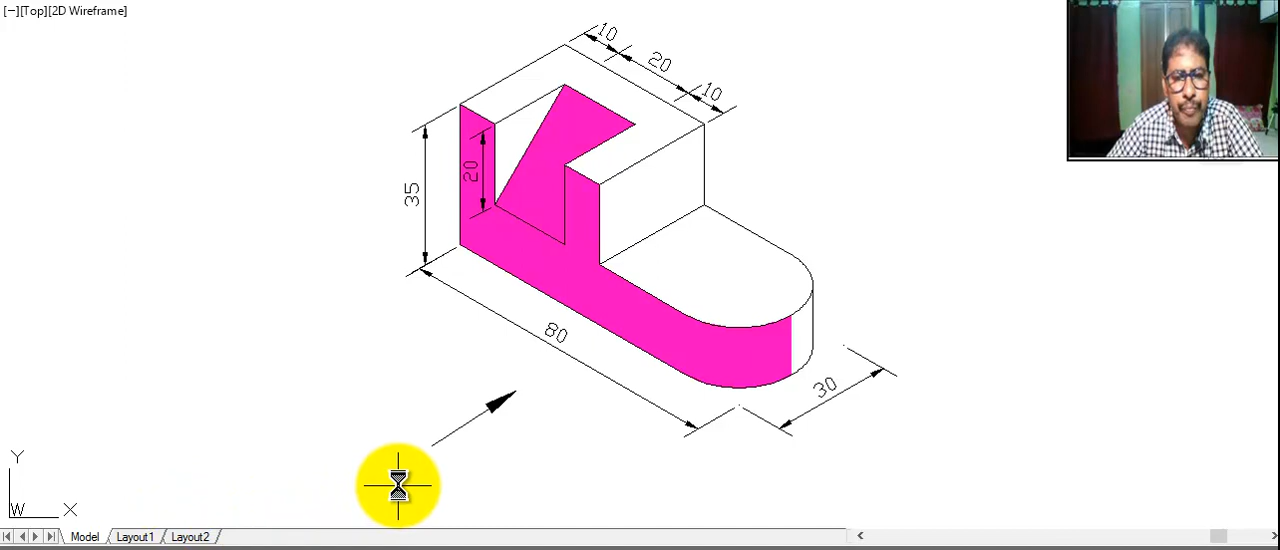 [−][Top][2D Wireframe]
10
20
10
20
35
80
30
Y
W X
Model Layout1 Layout2